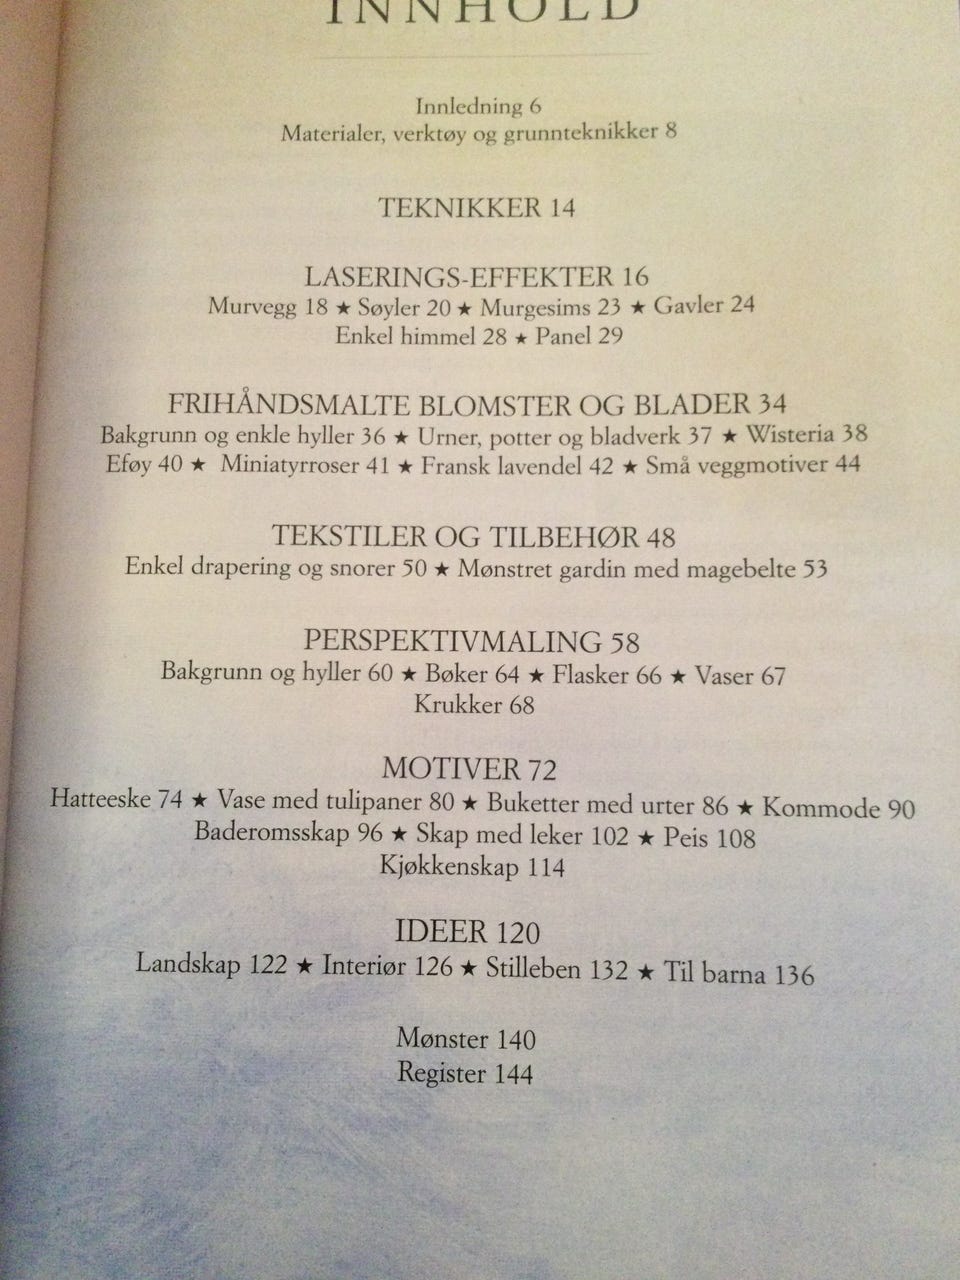 INNHOLD
Innledning 6
Materialer, verktøy og grunnteknikker 8
TEKNIKKER 14
LASERINGS-EFFEKTER 16
Murvegg 18 ★ Søyler 20 ★ Murgesims 23 ★ Gavler 24
Enkel himmel 28 ★ Panel 29
FRIHÅNDSMALTE BLOMSTER OG BLADER 34
Bakgrunn og enkle hyller 36 ★ Urner, potter og bladverk 37 ★ Wisteria 38
Eføy 40 ★ Miniatyrroser 41 ★ Fransk lavendel 42 ★ Små veggmotiver 44
TEKSTILER OG TILBEHØR 48
Enkel drapering og snorer 50 ★ Mønstret gardin med magebelte 53
PERSPEKTIVMALING 58
Bakgrunn og hyller 60 ★ Bøker 64 ★ Flasker 66 ★ Vaser 67
Krukker 68
MOTIVER 72
Hatteeske 74 ★ Vase med tulipaner 80 ★ Buketter med urter 86 ★ Kommode 90
Baderomsskap 96 ★ Skap med leker 102 ★ Peis 108
Kjøkkenskap 114
IDEER 120
Landskap 122 ★ Interiør 126 ★ Stilleben 132 ★ Til barna 136
Mønster 140
Register 144